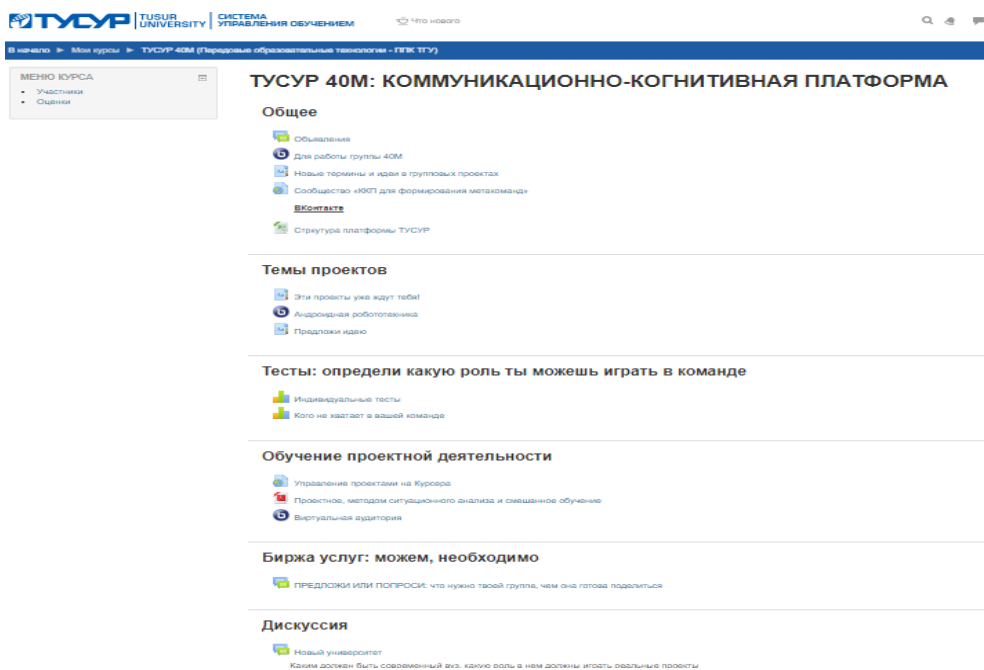 ТУСУР TUSUR UNIVERSITY СИСТЕМА УПРАВЛЕНИЯ ОБУЧЕНИЕМ Что нового
В начало ► Мои курсы ► ТУСУР 40М (Передовые образовательные технологии - ППК ТГУ)
МЕНЮ КУРСА
Участники
Оценки
ТУСУР 40М: КОММУНИКАЦИОННО-КОГНИТИВНАЯ ПЛАТФОРМА
Общее
Объявления
Для работы группы 40М
Новые термины и идеи в групповых проектах
Сообщество «ККП для формирования метакоманд»
ВКонтакте
Стркутура платформы ТУСУР
Темы проектов
Эти проекты уже ждут тебя!
Андроидная робототехника
Предложи идею
Тесты: определи какую роль ты можешь играть в команде
Индивидуальные тесты
Кого не хватает в вашей команде
Обучение проектной деятельности
Управление проектами на Курсера
Проектное, методом ситуационного анализа и смешанное обучение
Виртуальная аудитория
Биржа услуг: можем, необходимо
ПРЕДЛОЖИ ИЛИ ПОПРОСИ: что нужно твоей группе, чем она готова поделиться
Дискуссия
Новый университет
Каким должен быть современный вуз, какую роль в нем должны играть реальные проекты